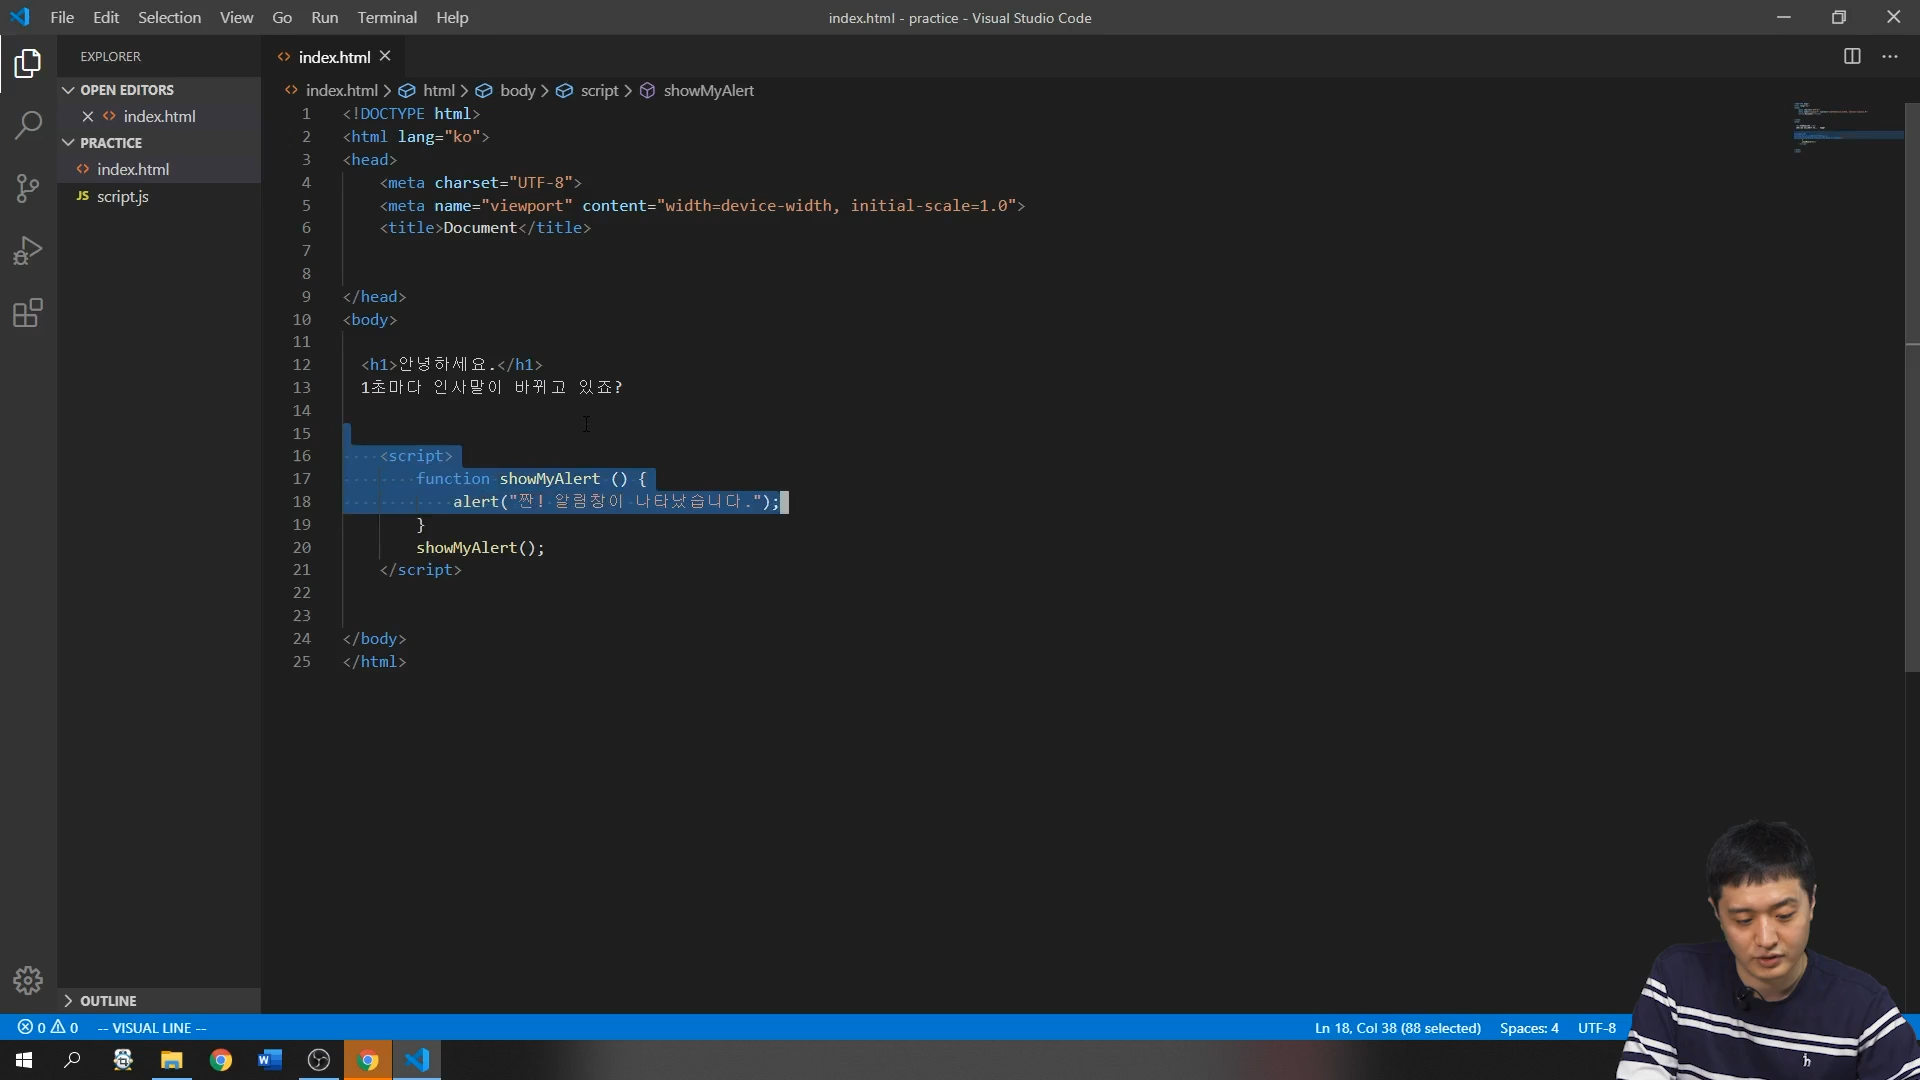 File Edit Selection View Go Run Terminal Help
index.html - practice - Visual Studio Code
EXPLORER
OPEN EDITORS
index.html
PRACTICE
index.html
JS script.js
OUTLINE
index.html
index.html > html > body > script > showMyAlert
1 <!DOCTYPE html>
2 <html lang="ko">
3 <head>
4 <meta charset="UTF-8">
5 <meta name="viewport" content="width=device-width, initial-scale=1.0">
6 <title>Document</title>
7
8
9 </head>
10 <body>
11
12 <h1>안녕하세요.</h1>
13 1초마다 인사말이 바뀌고 있죠?
14
15
16 <script>
17 function showMyAlert () {
18 alert("짠! 알림창이 나타났습니다.");
19 }
20 showMyAlert();
21 </script>
22
23
24 </body>
25 </html>
0 0 -- VISUAL LINE --
Ln 18, Col 38 (88 selected) Spaces: 4 UTF-8